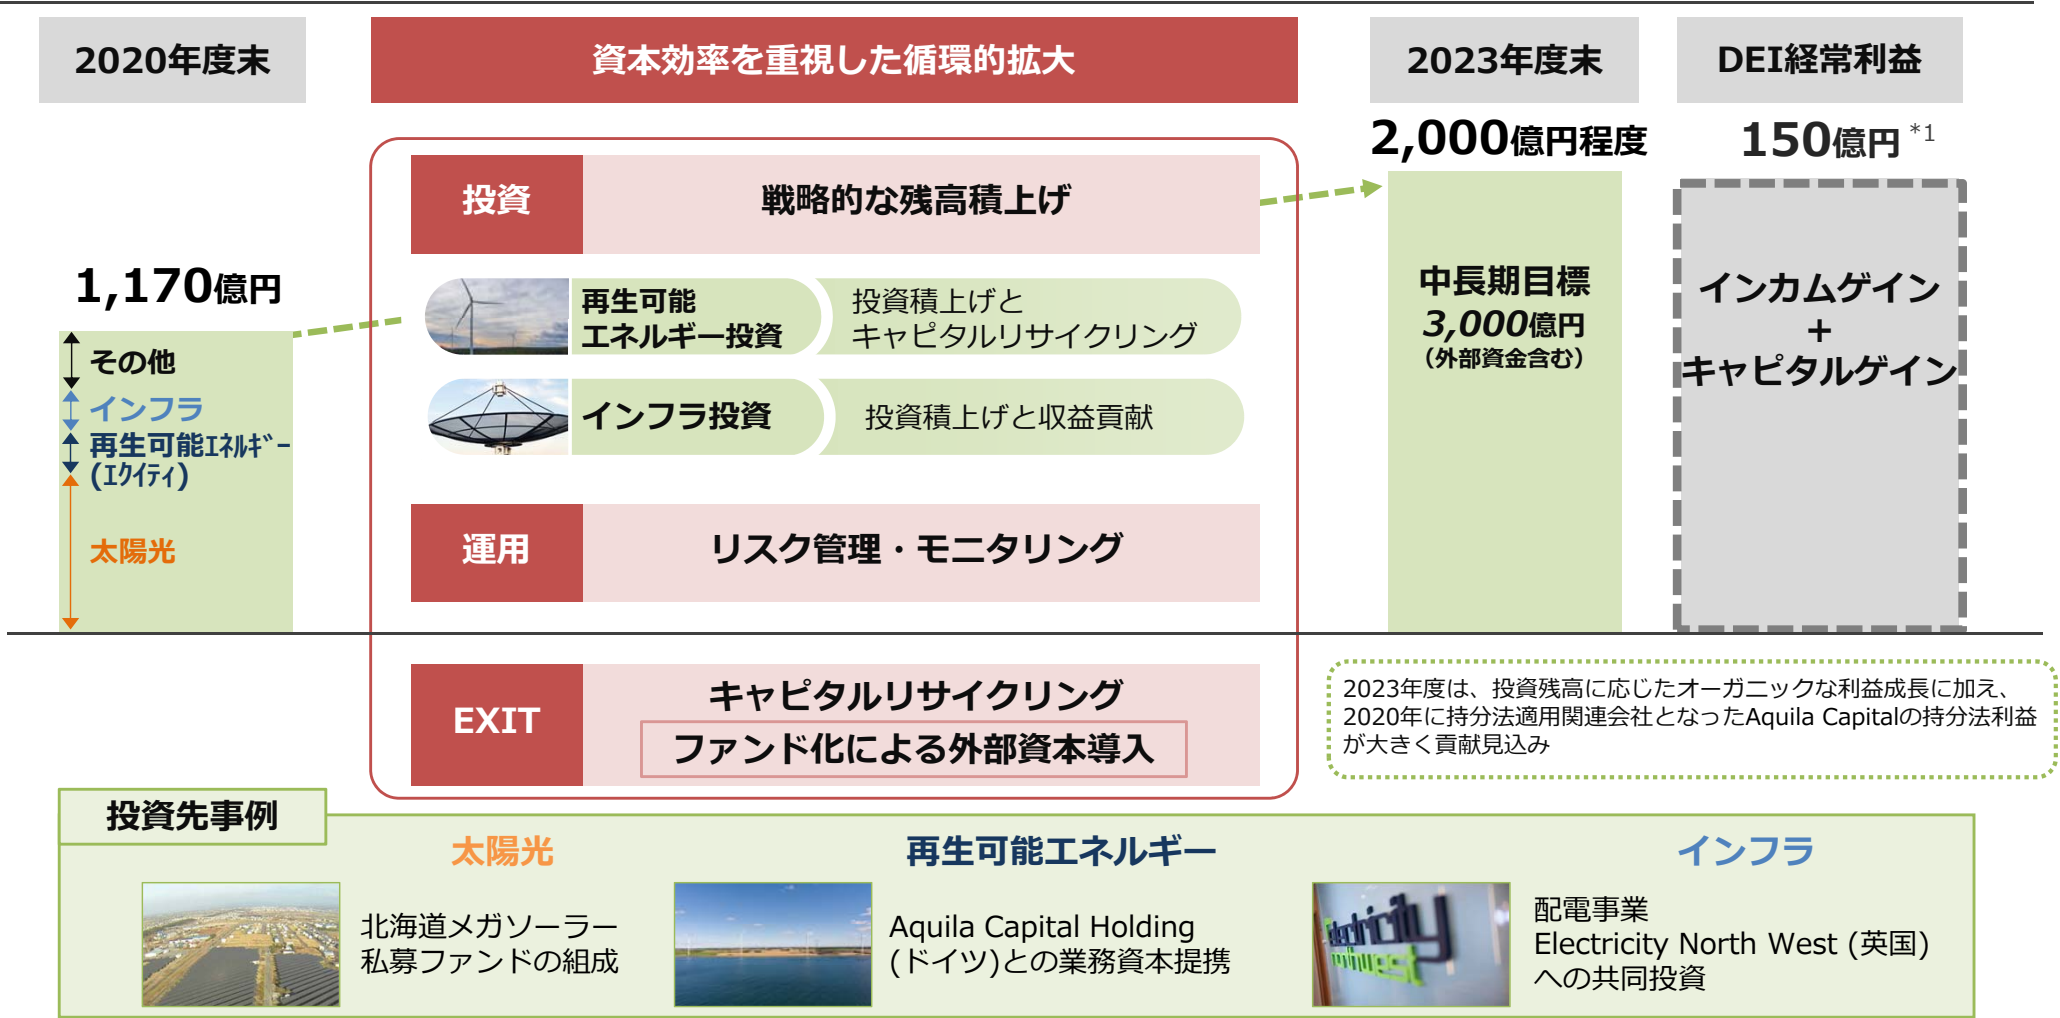 2020年度末
資本効率を重視した循環的拡大
2023年度末
DEI経常利益
1,170億円
その他
インフラ
再生可能ｴﾈﾙｷﾞｰ
(ｴｸｲﾃｨ)
太陽光
投資
戦略的な残高積上げ
再生可能
エネルギー投資
投資積上げと
キャピタルリサイクリング
インフラ投資
投資積上げと収益貢献
運用
リスク管理・モニタリング
EXIT
キャピタルリサイクリング
ファンド化による外部資本導入
2,000億円程度
中長期目標
3,000億円
（外部資金含む）
150億円 *1
インカムゲイン
+
キャピタルゲイン
2023年度は、投資残高に応じたオーガニックな利益成長に加え、
2020年に持分法適用関連会社となったAquila Capitalの持分法利益
が大きく貢献見込み
投資先事例
太陽光
北海道メガソーラー
私募ファンドの組成
再生可能エネルギー
Aquila Capital Holding
(ドイツ)との業務資本提携
インフラ
electricity
northwest
配電事業
Electricity North West (英国)
への共同投資